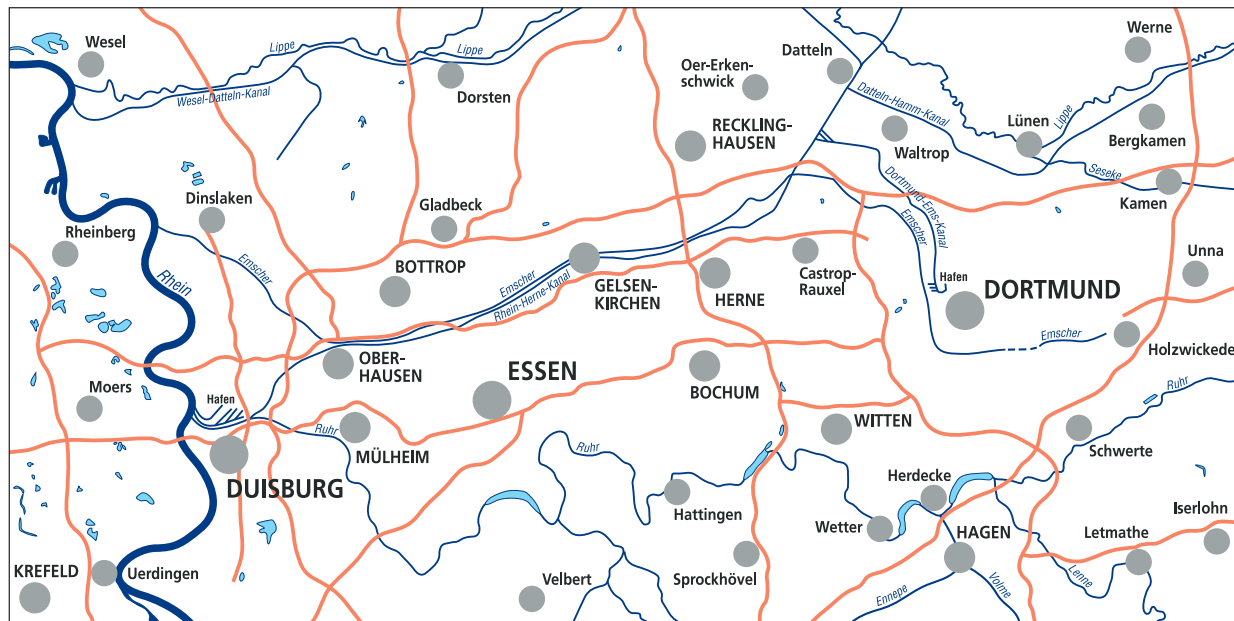 Wesel
Lippe
Lippe
Datteln
Werne
Oer-Erken-
schwick
Wesel-Datteln-Kanal
Dorsten
Datteln-Hamm-Kanal
Lünen
Lippe
Bergkamen
RECKLING-
HAUSEN
Waltrop
Seseke
Kamen
Dinslaken
Gladbeck
Dortmund-Ems-Kanal
Emscher
Rheinberg
Rhein
Emscher
BOTTROP
Emscher
Rhein-Herne-Kanal
GELSEN-
KIRCHEN
HERNE
Castrop-
Rauxel
Hafen
DORTMUND
Unna
Emscher
Holzwickede
OBER-
HAUSEN
ESSEN
BOCHUM
Moers
Hafen
Ruhr
Ruhr
MÜLHEIM
WITTEN
Schwerte
DUISBURG
Ruhr
Hattingen
Herdecke
Wetter
HAGEN
Letmathe
Iserlohn
KREFELD
Uerdingen
Velbert
Sprockhövel
Ennepe
Volme
Lenne